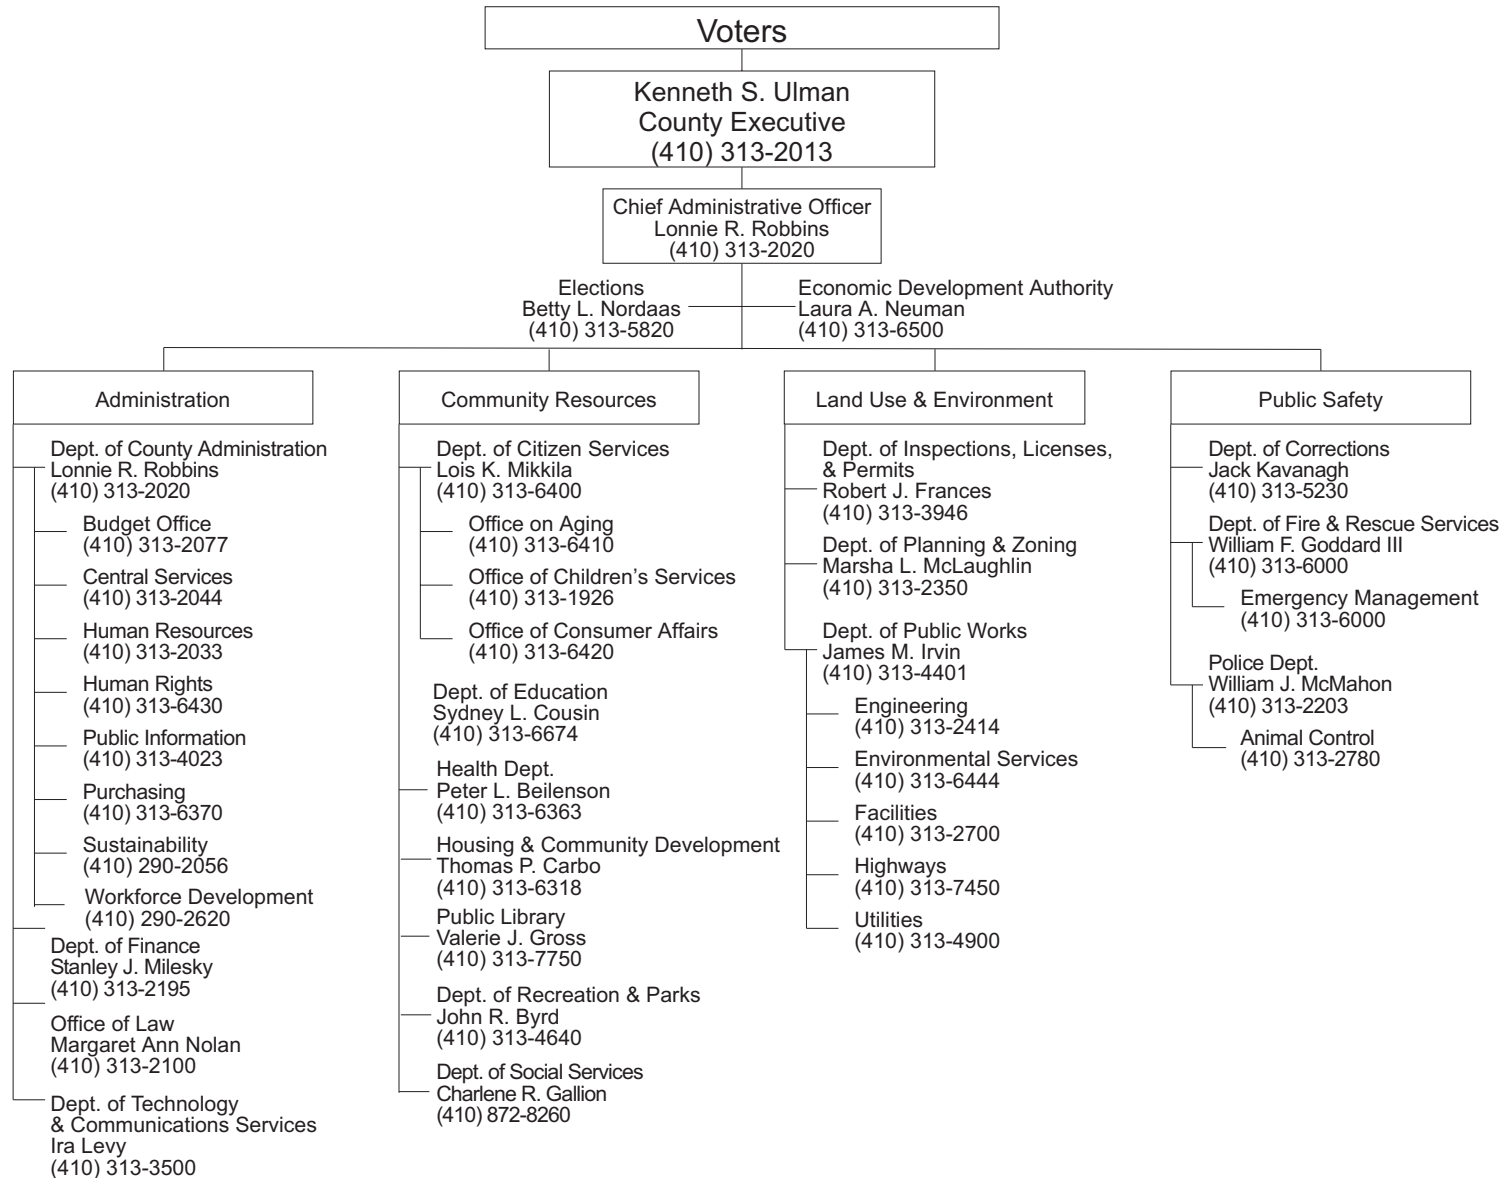 Voters
Kenneth S. Ulman
County Executive
(410) 313-2013
Chief Administrative Officer
Lonnie R. Robbins
(410) 313-2020
Elections
Betty L. Nordaas
(410) 313-5820
Economic Development Authority
Laura A. Neuman
(410) 313-6500
Administration
Dept. of County Administration
Lonnie R. Robbins
(410) 313-2020
Budget Office
(410) 313-2077
Central Services
(410) 313-2044
Human Resources
(410) 313-2033
Human Rights
(410) 313-6430
Public Information
(410) 313-4023
Purchasing
(410) 313-6370
Sustainability
(410) 290-2056
Workforce Development
(410) 290-2620
Dept. of Finance
Stanley J. Milesky
(410) 313-2195
Office of Law
Margaret Ann Nolan
(410) 313-2100
Dept. of Technology
& Communications Services
Ira Levy
(410) 313-3500
Community Resources
Dept. of Citizen Services
Lois K. Mikkila
(410) 313-6400
Office on Aging
(410) 313-6410
Office of Children’s Services
(410) 313-1926
Office of Consumer Affairs
(410) 313-6420
Dept. of Education
Sydney L. Cousin
(410) 313-6674
Health Dept.
Peter L. Beilenson
(410) 313-6363
Housing & Community Development
Thomas P. Carbo
(410) 313-6318
Public Library
Valerie J. Gross
(410) 313-7750
Dept. of Recreation & Parks
John R. Byrd
(410) 313-4640
Dept. of Social Services
Charlene R. Gallion
(410) 872-8260
Land Use & Environment
Dept. of Inspections, Licenses,
& Permits
Robert J. Frances
(410) 313-3946
Dept. of Planning & Zoning
Marsha L. McLaughlin
(410) 313-2350
Dept. of Public Works
James M. Irvin
(410) 313-4401
Engineering
(410) 313-2414
Environmental Services
(410) 313-6444
Facilities
(410) 313-2700
Highways
(410) 313-7450
Utilities
(410) 313-4900
Public Safety
Dept. of Corrections
Jack Kavanagh
(410) 313-5230
Dept. of Fire & Rescue Services
William F. Goddard III
(410) 313-6000
Emergency Management
(410) 313-6000
Police Dept.
William J. McMahon
(410) 313-2203
Animal Control
(410) 313-2780